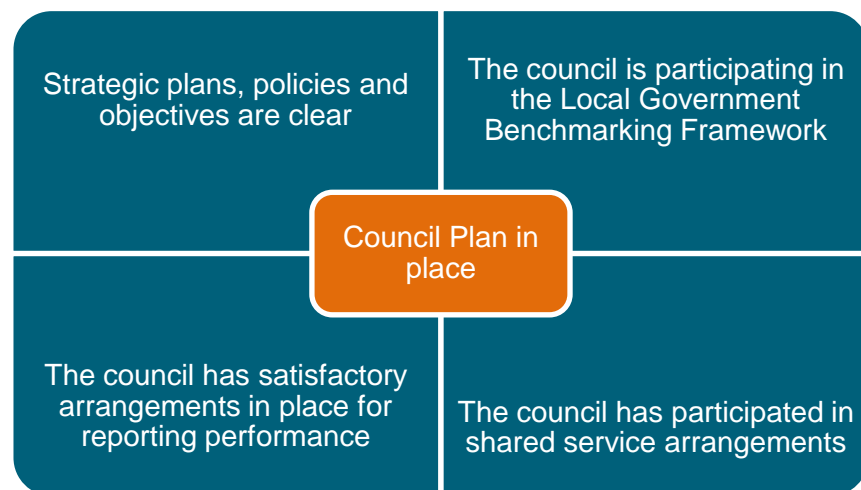 Strategic plans, policies and
objectives are clear
The council is participating in
the Local Government
Benchmarking Framework
Council Plan in
place
The council has satisfactory
arrangements in place for
reporting performance
The council has participated in
shared service arrangements